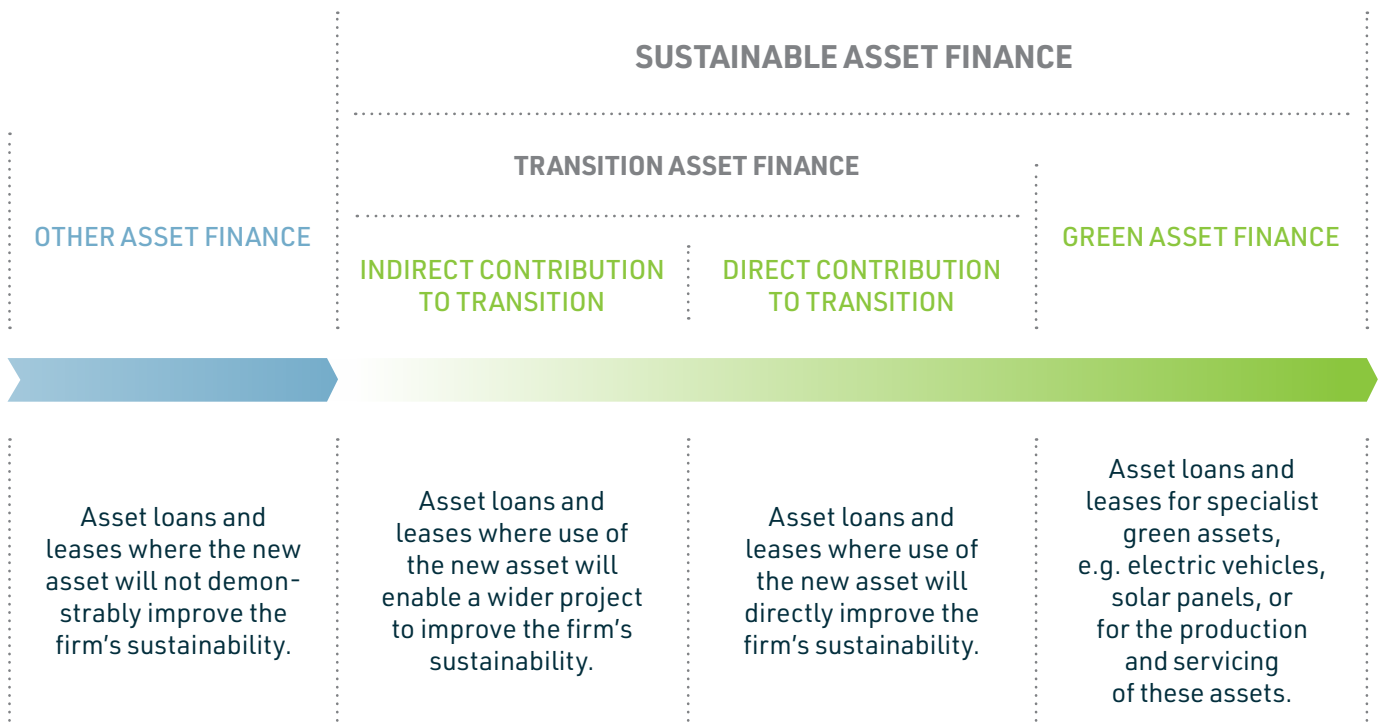 SUSTAINABLE ASSET FINANCE
TRANSITION ASSET FINANCE
OTHER ASSET FINANCE
INDIRECT CONTRIBUTION
TO TRANSITION
DIRECT CONTRIBUTION
TO TRANSITION
GREEN ASSET FINANCE
Asset loans and
leases where the new
asset will not demon-
strably improve the
firm's sustainability.
Asset loans and
leases where use of
the new asset will
enable a wider project
to improve the firm's
sustainability.
Asset loans and
leases where use of
the new asset will
directly improve the
firm's sustainability.
Asset loans and
leases for specialist
green assets,
e.g. electric vehicles,
solar panels, or
for the production
and servicing
of these assets.